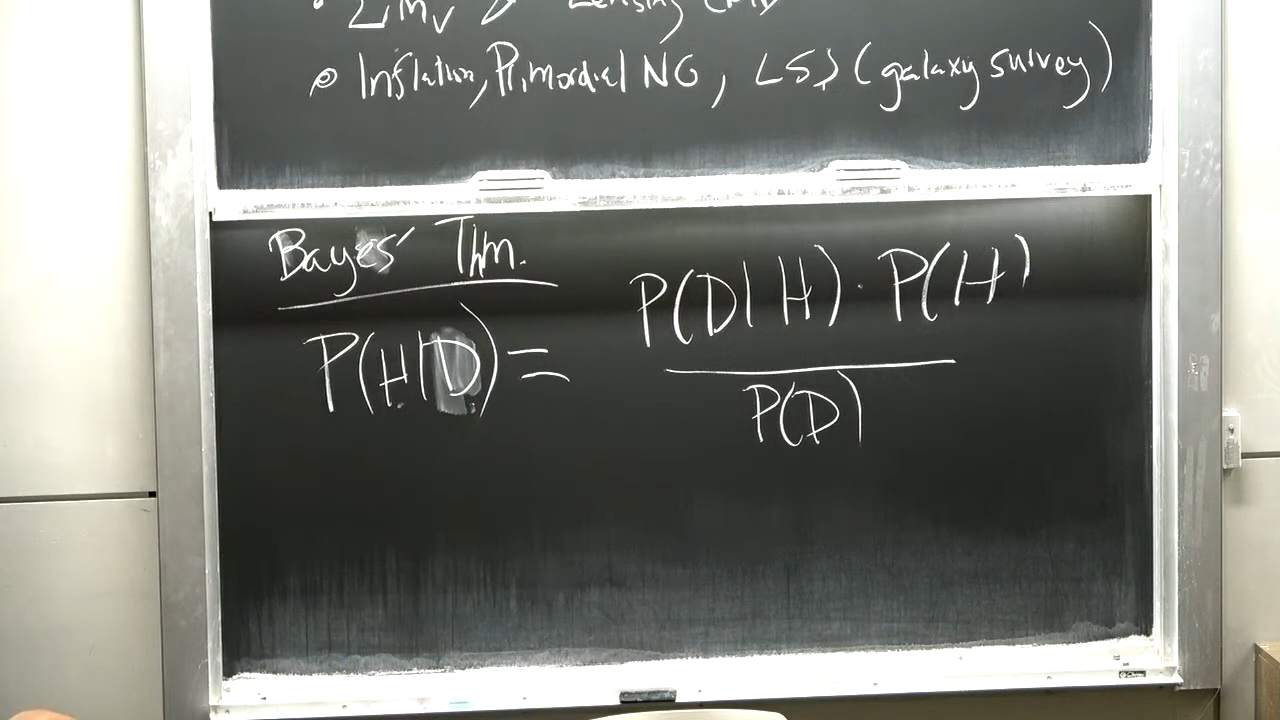 • Σmν → Lensing CMB
• Inflation, Primordial NG, LSS (galaxy survey)
Bayes' Thm.
P(H|D) = P(D|H) · P(H) / P(D)